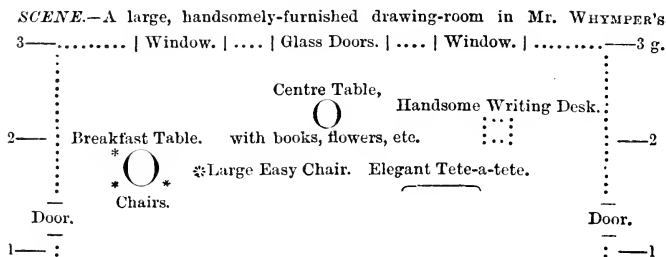 SCENE.—A large, handsomely-furnished drawing-room in Mr. WHYMPER'S
3—......... | Window. | .... | Glass Doors. | .... | Window. | .........—3 g.
Centre Table,
Handsome Writing Desk.
2— Breakfast Table. with books, flowers, etc. —2
* * * Large Easy Chair. Elegant Tete-a-tete.
Chairs.
Door. Door.
1— —1